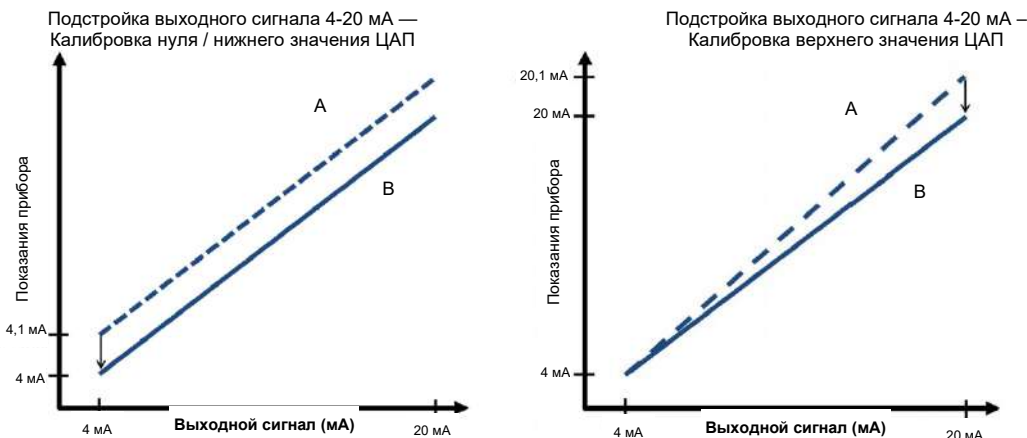 Подстройка выходного сигнала 4-20 мА —
Калибровка нуля / нижнего значения ЦАП
A
B
Показания прибора
4,1 мА
4 мА
4 мА
Выходной сигнал (мА)
20 мА
Подстройка выходного сигнала 4-20 мА –
Калибровка верхнего значения ЦАП
20,1 мА
20 мА
A
B
Показания прибора
4 мА
4 мА
Выходной сигнал (мА)
20 мА